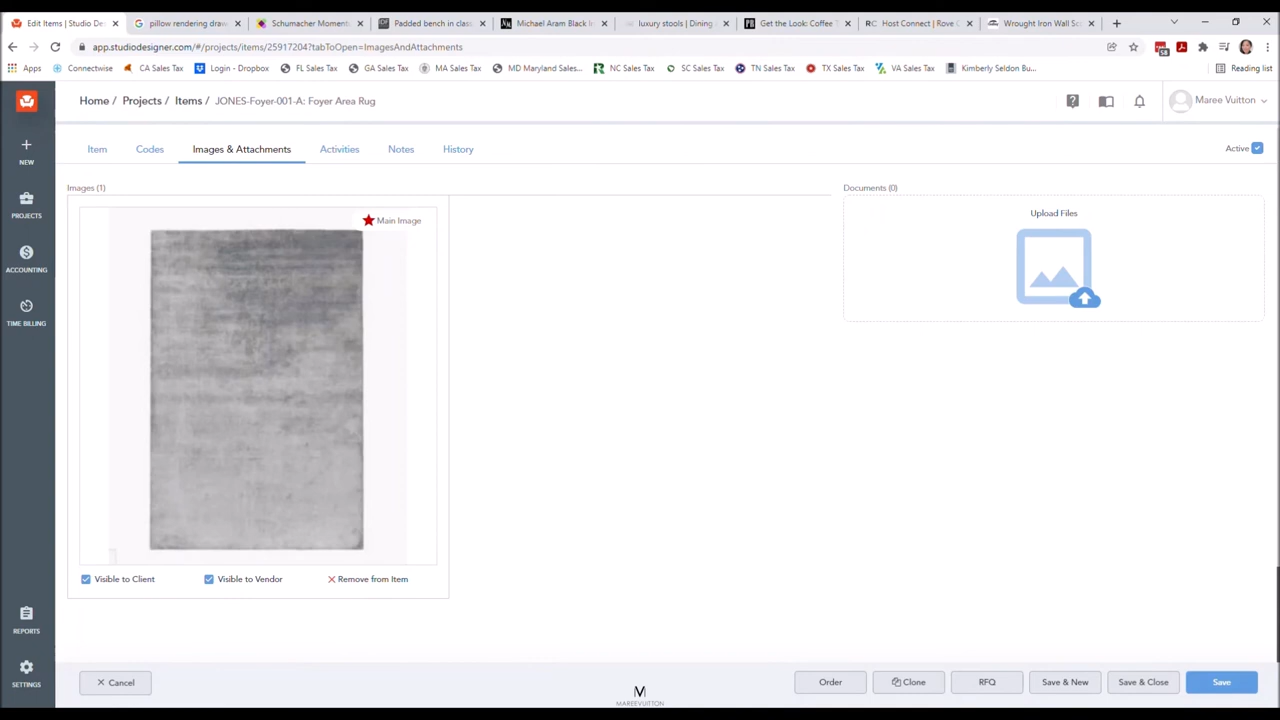 Edit Items | Studio Des
pillow rendering draw
Schumacher Moment
Padded bench in class
Michael Aram Black I
luxury stools | Dining
Get the Look: Coffee T
RC Host Connect | Rove C
Wrought Iron Wall Sc
app.studiodesigner.com/#/projects/items/25917204?tabToOpen=ImagesAndAttachments
58
Apps
Connectwise
CA Sales Tax
Login - Dropbox
FL Sales Tax
GA Sales Tax
MA Sales Tax
MD Maryland Sales...
NC Sales Tax
SC Sales Tax
TN Sales Tax
TX Sales Tax
VA Sales Tax
Kimberly Seldon Bu...
Reading list
Home / Projects / Items / JONES-Foyer-001-A: Foyer Area Rug
Maree Vuitton
NEW
PROJECTS
ACCOUNTING
TIME BILLING
REPORTS
SETTINGS
Item
Codes
Images & Attachments
Activities
Notes
History
Active
Images (1)
Documents (0)
Main Image
Upload Files
Visible to Client
Visible to Vendor
Remove from Item
Cancel
Order
Clone
RFQ
Save & New
Save & Close
Save
M
MAREEVUITTON